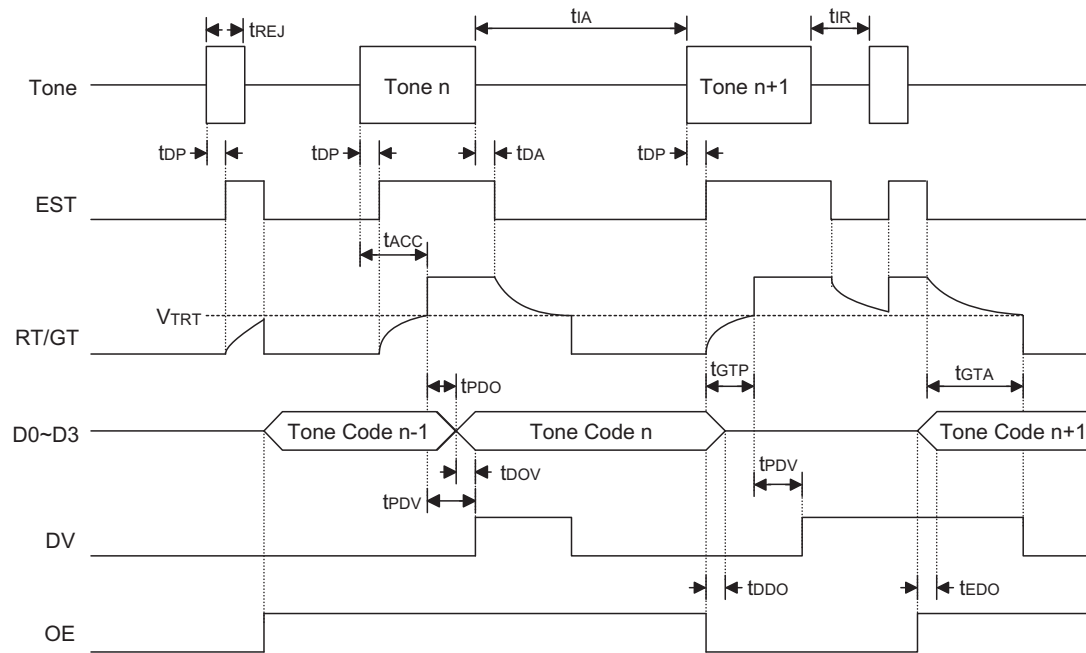 tIA
tIR
tREJ
Tone
Tone n
Tone n+1
tDP
tDP
tDA
tDP
EST
tACC
VTRT
RT/GT
tPDO
tGTP
tGTA
D0~D3
Tone Code n-1
Tone Code n
Tone Code n+1
tDOV
tPDV
tPDV
DV
tDDO
tEDO
OE